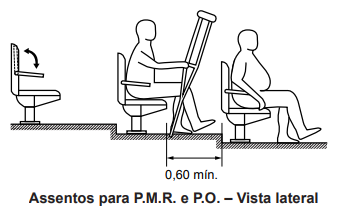 0,60 mín.
Assentos para P.M.R. e P.O. – Vista lateral